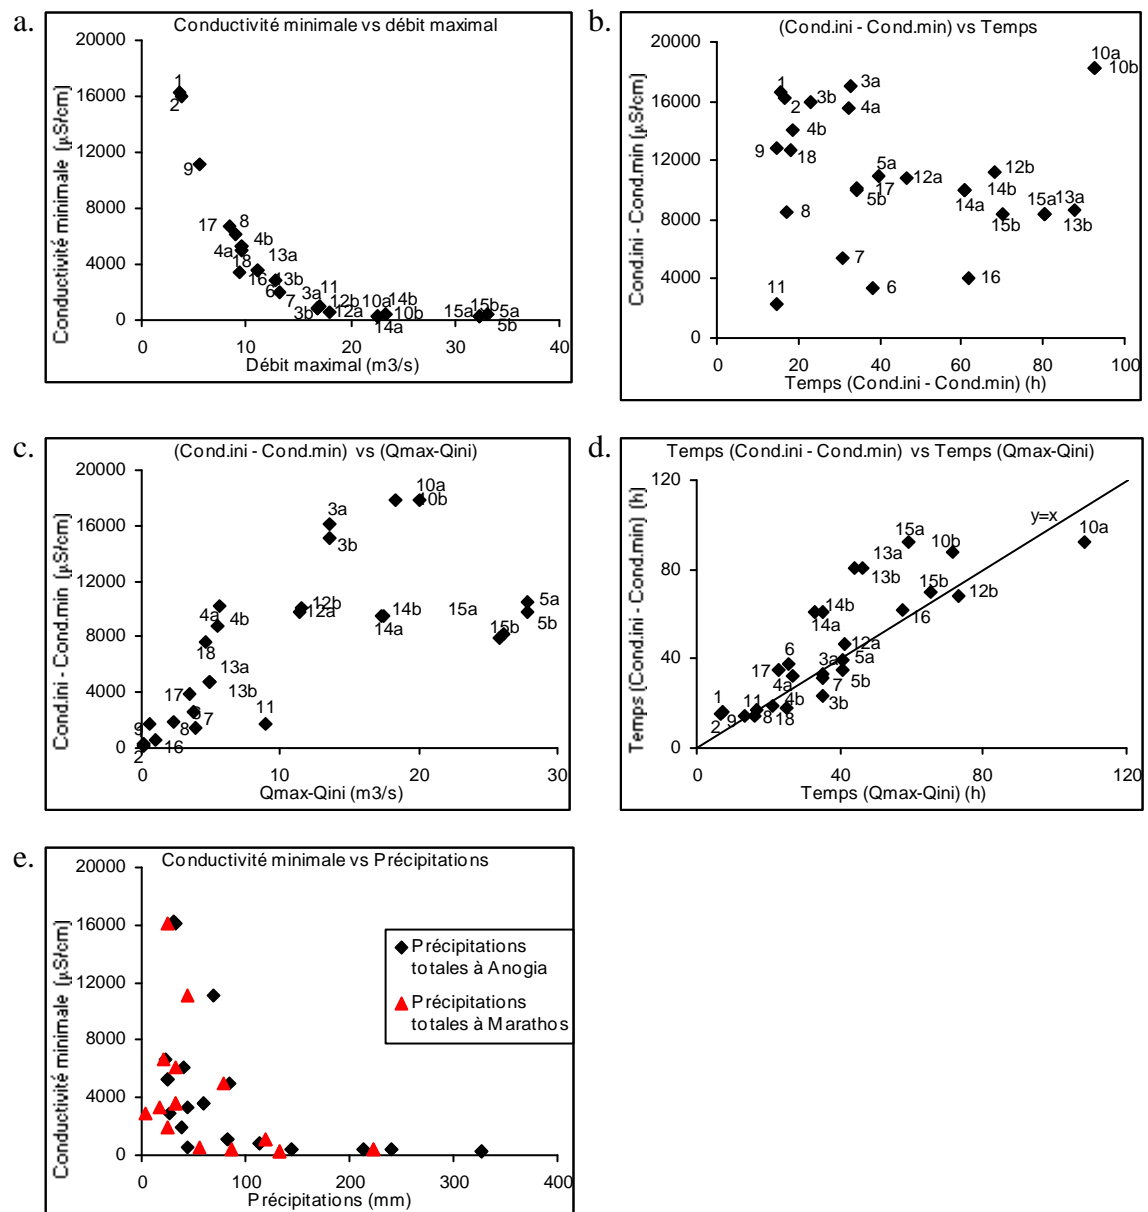 a.
Conductivité minimale vs débit maximal
Conductivité minimale (µS/cm)
20000
16000
12000
8000
4000
0
1
2
9
17
8
4b
4a
18
13a
16
13b
6
7
3a
11
3b
12b
12a
10a
14b
10b
14a
15a
15b
5a
5b
0
10
20
30
40
Débit maximal (m3/s)
b.
(Cond.ini - Cond.min) vs Temps
Cond.ini - Cond.min (µS/cm)
20000
16000
12000
8000
4000
0
10a
10b
1
2
3b
3a
4a
4b
9
18
5a
17
5b
12a
12b
14b
14a
15b
15a
13a
13b
8
7
11
6
16
0
20
40
60
80
100
Temps (Cond.ini - Cond.min) (h)
c.
(Cond.ini - Cond.min) vs (Qmax-Qini)
Cond.ini - Cond.min (µS/cm)
20000
16000
12000
8000
4000
0
10a
10b
3a
3b
12b
12a
14b
14a
15a
15b
5a
5b
4a
4b
18
13a
13b
17
6
7
8
9
11
16
2
0
10
20
30
Qmax-Qini (m3/s)
d.
Temps (Cond.ini - Cond.min) vs Temps (Qmax-Qini)
Temps (Cond.ini - Cond.min) (h)
120
80
40
0
y=x
15a
10b
10a
13a
13b
15b
12b
14b
14a
16
6
12a
17
3a
5a
4a
7
5b
3b
1
2
11
9
8
4b
18
0
40
80
120
Temps (Qmax-Qini) (h)
e.
Conductivité minimale vs Précipitations
Conductivité minimale (µS/cm)
20000
16000
12000
8000
4000
0
Précipitations
totales à Anogia
Précipitations
totales à Marathos
0
100
200
300
400
Précipitations (mm)